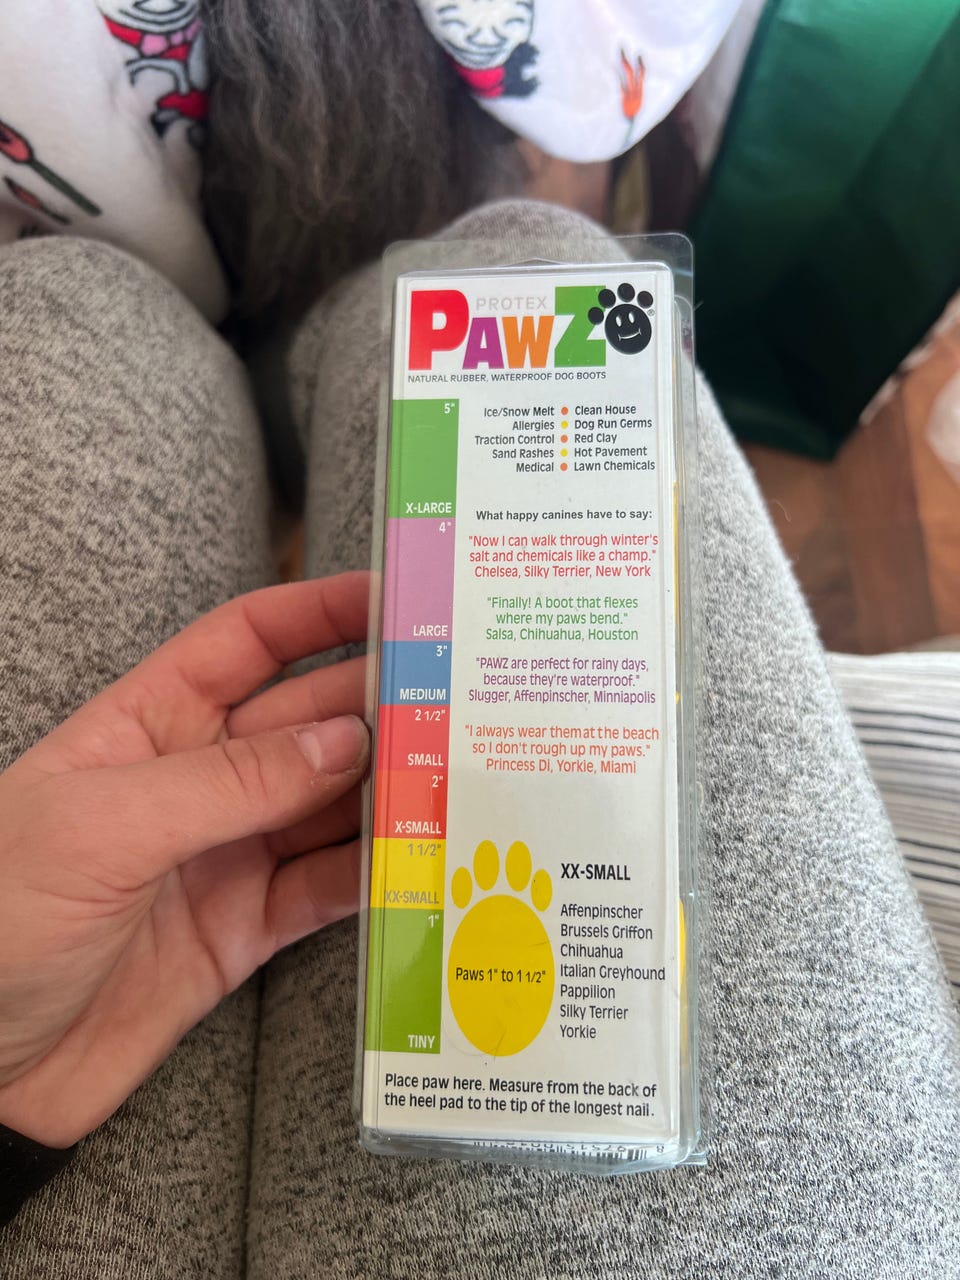 PROTEX
PAWZ
®
NATURAL RUBBER, WATERPROOF DOG BOOTS
Ice/Snow Melt Clean House
Allergies Dog Run Germs
Traction Control Red Clay
Sand Rashes Hot Pavement
Medical Lawn Chemicals
What happy canines have to say:
"Now I can walk through winter's
salt and chemicals like a champ."
Chelsea, Silky Terrier, New York
"Finally! A boot that flexes
where my paws bend."
Salsa, Chihuahua, Houston
"PAWZ are perfect for rainy days,
because they're waterproof."
Slugger, Affenpinscher, Minniapolis
"I always wear them at the beach
so I don't rough up my paws."
Princess Di, Yorkie, Miami
5"
X-LARGE
4"
LARGE
3"
MEDIUM
2 1/2"
SMALL
2"
X-SMALL
1 1/2"
XX-SMALL
1"
TINY
Paws 1" to 1 1/2"
XX-SMALL
Affenpinscher
Brussels Griffon
Chihuahua
Italian Greyhound
Pappilion
Silky Terrier
Yorkie
Place paw here. Measure from the back of
the heel pad to the tip of the longest nail.